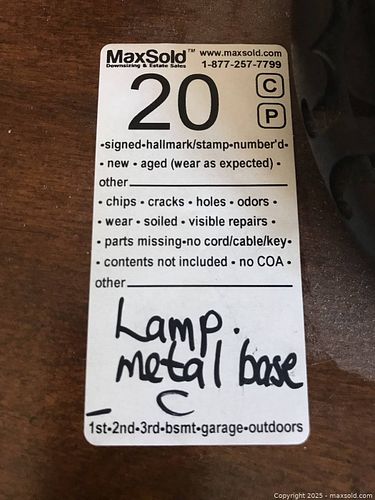 MaxSold™ www.maxsold.com
Downsizing & Estate Sales 1-877-257-7799
20 C
P
•signed•hallmark/stamp•number'd•
• new • aged (wear as expected) •
other
• chips • cracks • holes • odors •
• wear • soiled • visible repairs •
• parts missing•no cord/cable/key•
• contents not included • no COA •
other
Lamp.
metal base
C
1st•2nd•3rd•bsmt•garage•outdoors
Copyright 2025 - maxsold.com